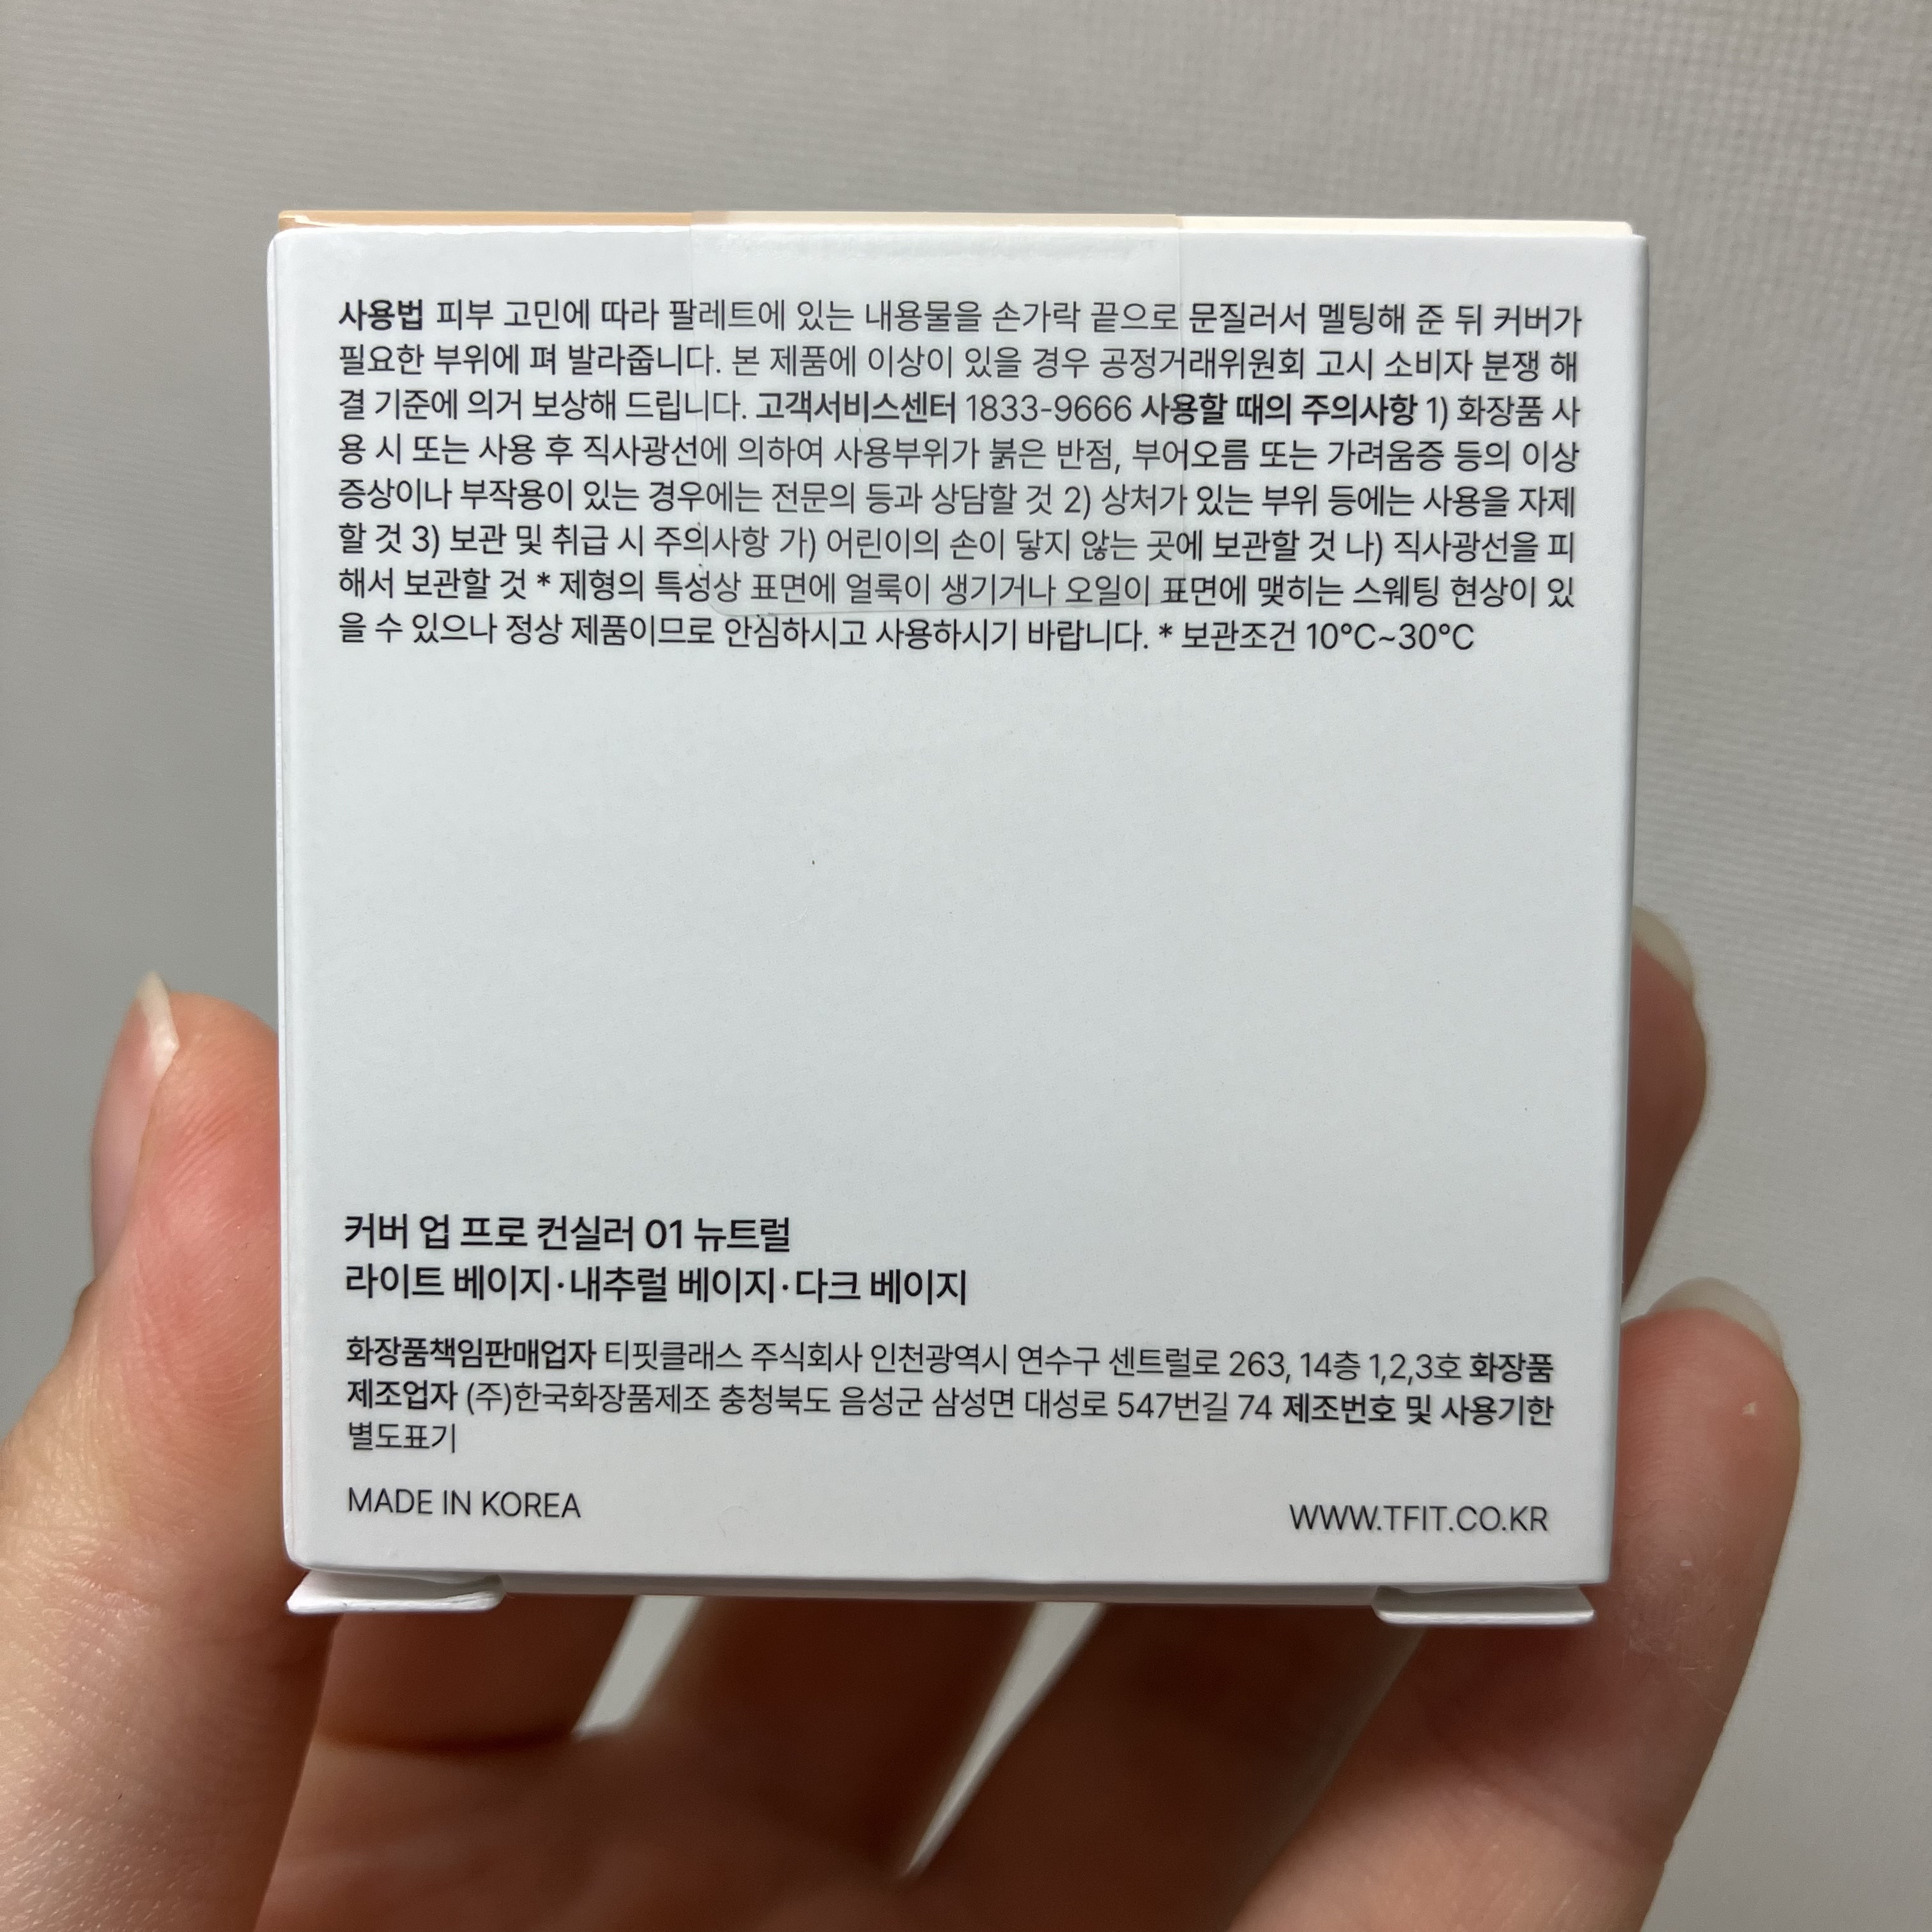 사용법 피부 고민에 따라 팔레트에 있는 내용물을 손가락 끝으로 문질러서 멜팅해 준 뒤 커버가
필요한 부위에 펴 발라줍니다. 본 제품에 이상이 있을 경우 공정거래위원회 고시 소비자 분쟁 해
결 기준에 의거 보상해 드립니다. 고객서비스센터 1833-9666 사용할 때의 주의사항 1) 화장품 사
용 시 또는 사용 후 직사광선에 의하여 사용부위가 붉은 반점, 부어오름 또는 가려움증 등의 이상
증상이나 부작용이 있는 경우에는 전문의 등과 상담할 것 2) 상처가 있는 부위 등에는 사용을 자제
할 것 3) 보관 및 취급 시 주의사항 가) 어린이의 손이 닿지 않는 곳에 보관할 것 나) 직사광선을 피
해서 보관할 것 * 제형의 특성상 표면에 얼룩이 생기거나 오일이 표면에 맺히는 스웨팅 현상이 있
을 수 있으나 정상 제품이므로 안심하시고 사용하시기 바랍니다. * 보관조건 10°C~30°C
커버 업 프로 컨실러 01 뉴트럴
라이트 베이지·내추럴 베이지·다크 베이지
화장품책임판매업자 티핏클래스 주식회사 인천광역시 연수구 센트럴로 263, 14층 1,2,3호 화장품
제조업자 (주)한국화장품제조 충청북도 음성군 삼성면 대성로 547번길 74 제조번호 및 사용기한
별도표기
MADE IN KOREA
WWW.TFIT.CO.KR